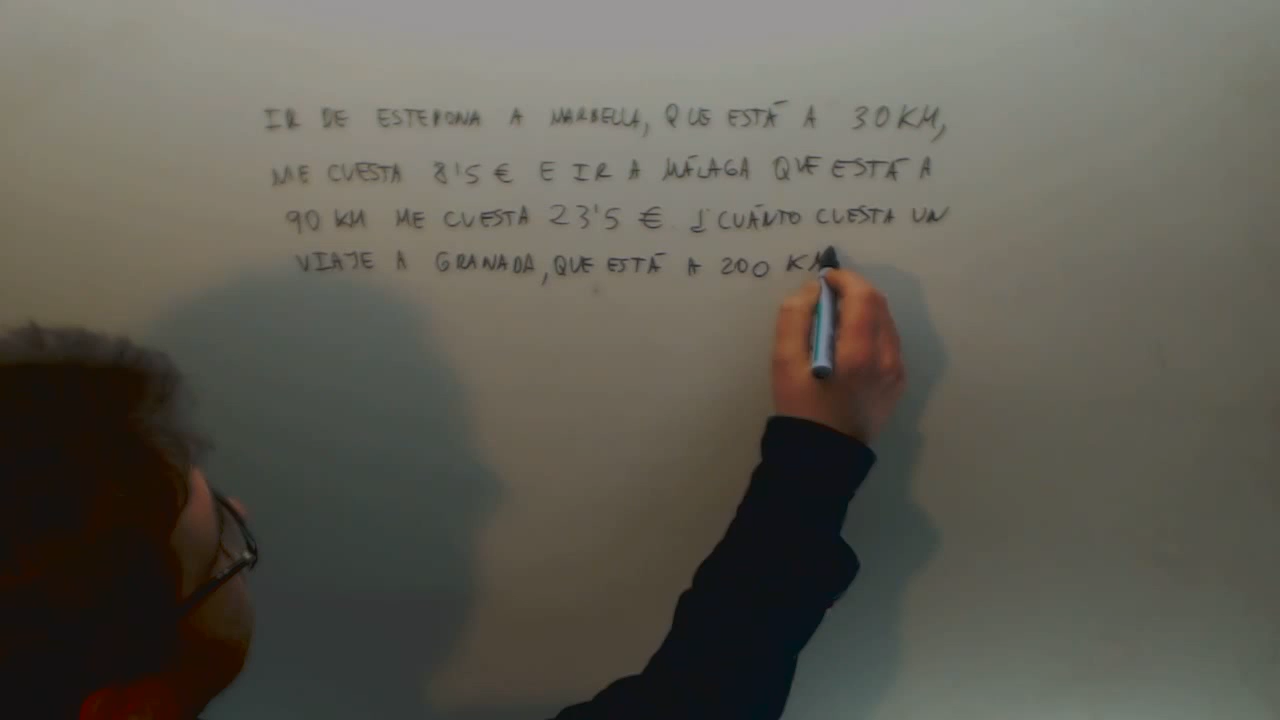 IR DE ESTEPONA A MARBELLA, QUE ESTÁ A 30 KM,
ME CUESTA 8'5 € E IR A MÁLAGA QUE ESTÁ A
90 KM ME CUESTA 23'5 €. ¿CUÁNTO CUESTA UN
VIAJE A GRANADA, QUE ESTÁ A 200 KM